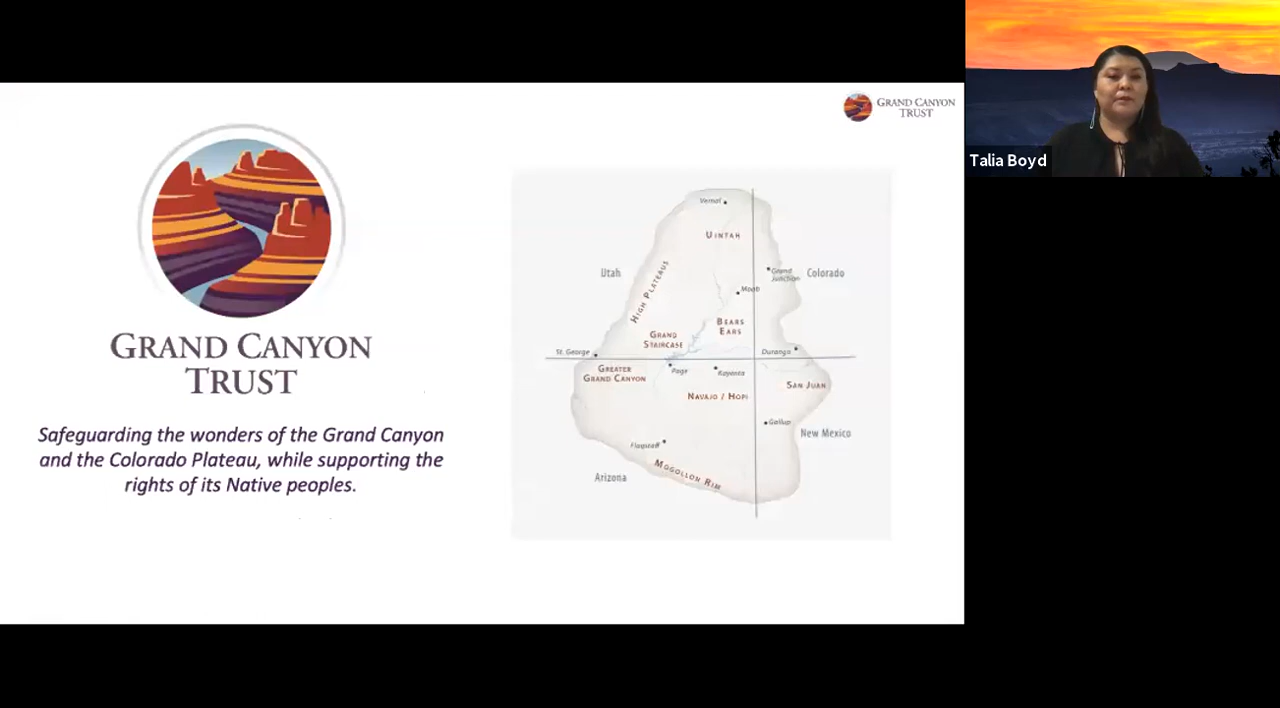 GRAND CANYON
TRUST
Talia Boyd
GRAND CANYON
TRUST
Safeguarding the wonders of the Grand Canyon
and the Colorado Plateau, while supporting the
rights of its Native peoples.
Vernal
UINTAH
Utah
Grand
Junction
Colorado
HIGH PLATEAUS
Moab
BEARS
EARS
GRAND
STAIRCASE
St. George
Durango
GREATER
GRAND CANYON
Page
Kayenta
SAN JUAN
NAVAJO / HOPI
Gallup
New Mexico
Flagstaff
Arizona
MOGOLLON RIM